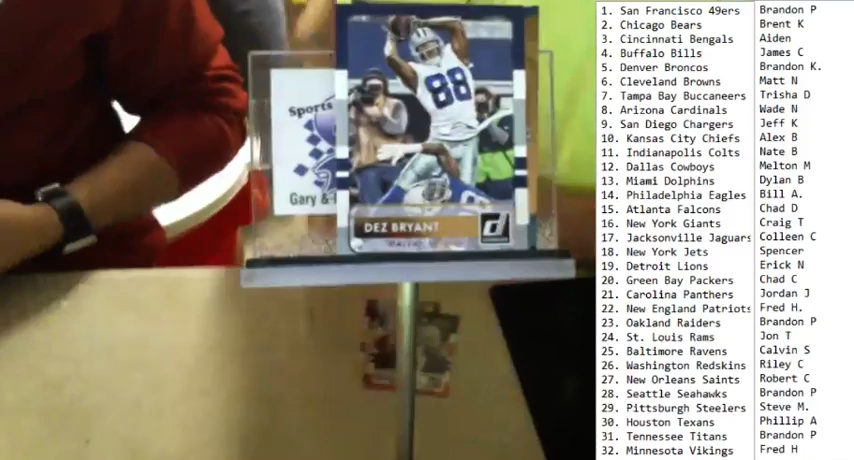 Sports
Gary &
88
DEZ BRYANT
d
1. San Francisco 49ers Brandon P
2. Chicago Bears Brent K
3. Cincinnati Bengals Aiden
4. Buffalo Bills James C
5. Denver Broncos Brandon K.
6. Cleveland Browns Matt N
7. Tampa Bay Buccaneers Trisha D
8. Arizona Cardinals Wade N
9. San Diego Chargers Jeff K
10. Kansas City Chiefs Alex B
11. Indianapolis Colts Nate B
12. Dallas Cowboys Melton M
13. Miami Dolphins Dylan B
14. Philadelphia Eagles Bill A.
15. Atlanta Falcons Chad D
16. New York Giants Craig T
17. Jacksonville Jaguars Colleen C
18. New York Jets Spencer
19. Detroit Lions Erick N
20. Green Bay Packers Chad C
21. Carolina Panthers Jordan J
22. New England Patriots Fred H.
23. Oakland Raiders Brandon P
24. St. Louis Rams Jon T
25. Baltimore Ravens Calvin S
26. Washington Redskins Riley C
27. New Orleans Saints Robert C
28. Seattle Seahawks Brandon P
29. Pittsburgh Steelers Steve M.
30. Houston Texans Phillip A
31. Tennessee Titans Brandon P
32. Minnesota Vikings Fred H